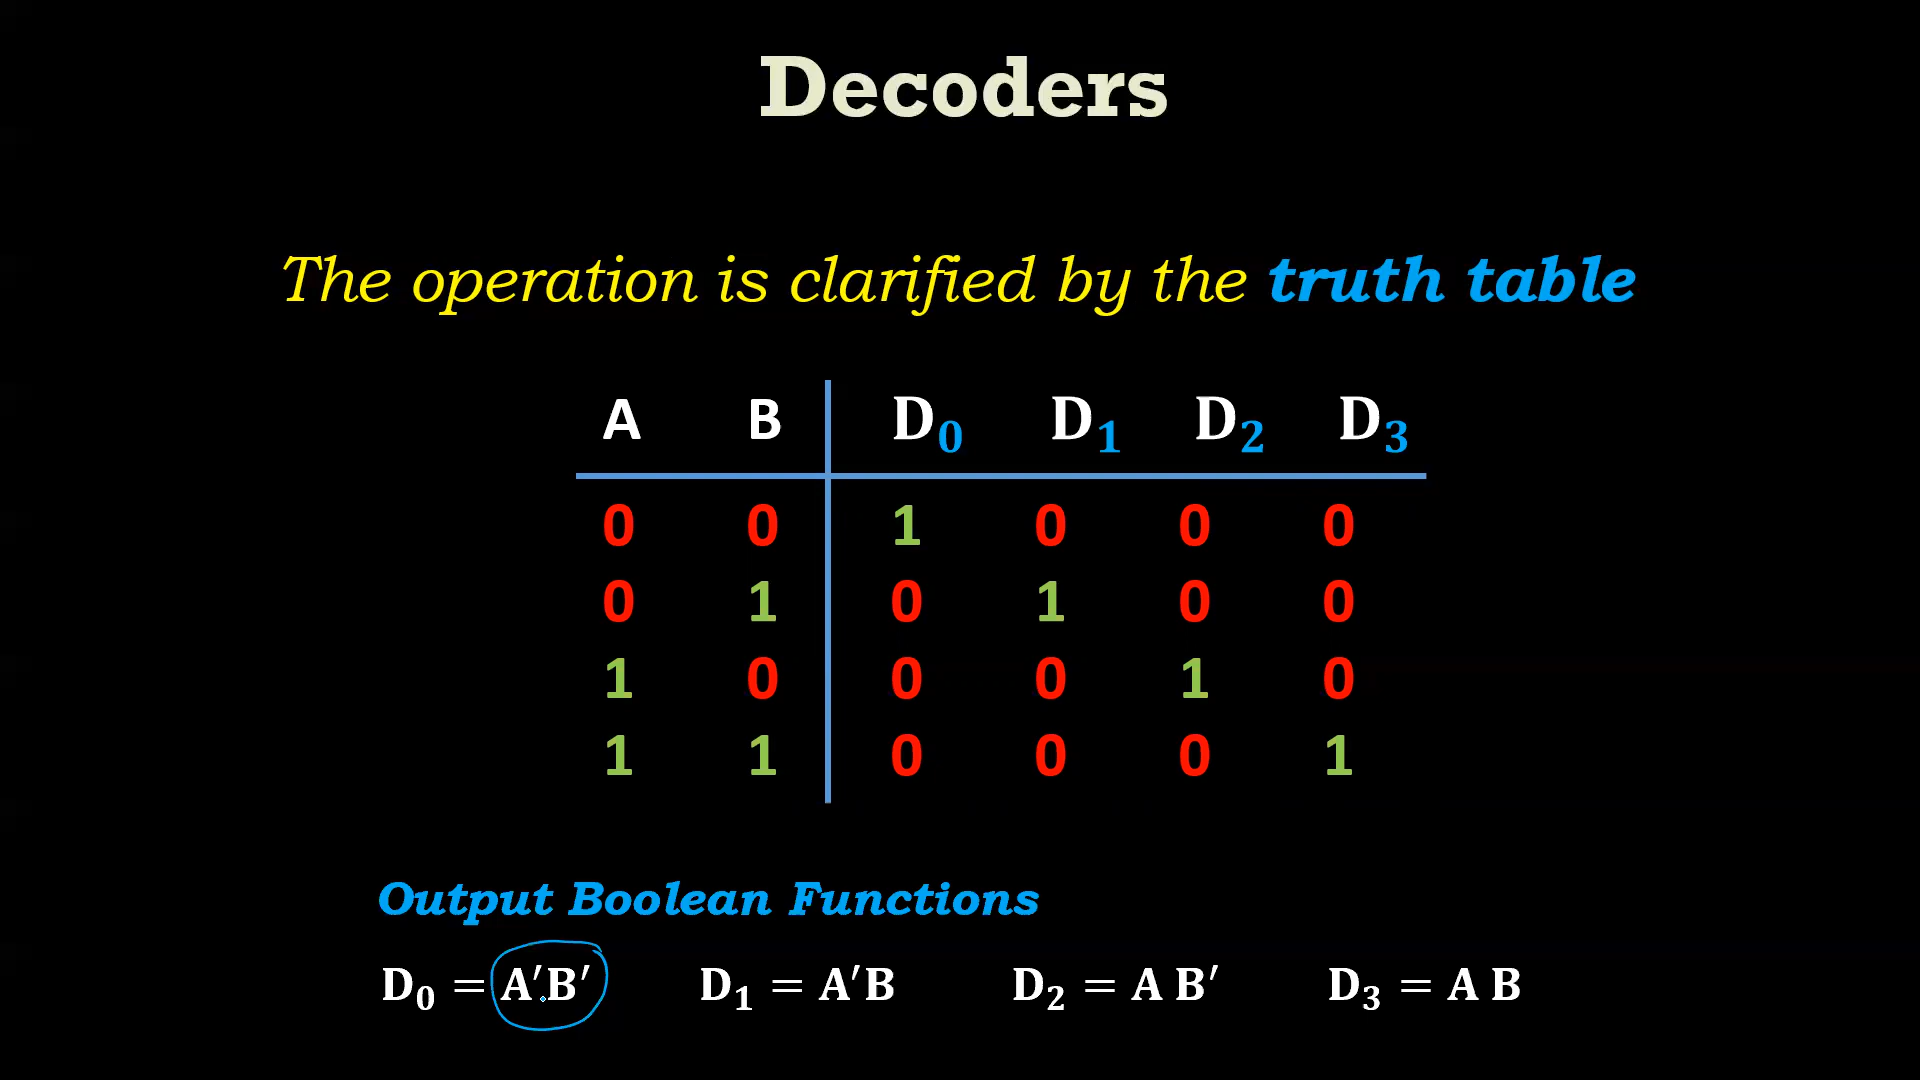 Decoders
The operation is clarified by the truth table
A B D₀ D₁ D₂ D₃
0 0 1 0 0 0
0 1 0 1 0 0
1 0 0 0 1 0
1 1 0 0 0 1
Output Boolean Functions
D₀ = A′B′ D₁ = A′B D₂ = A B′ D₃ = A B